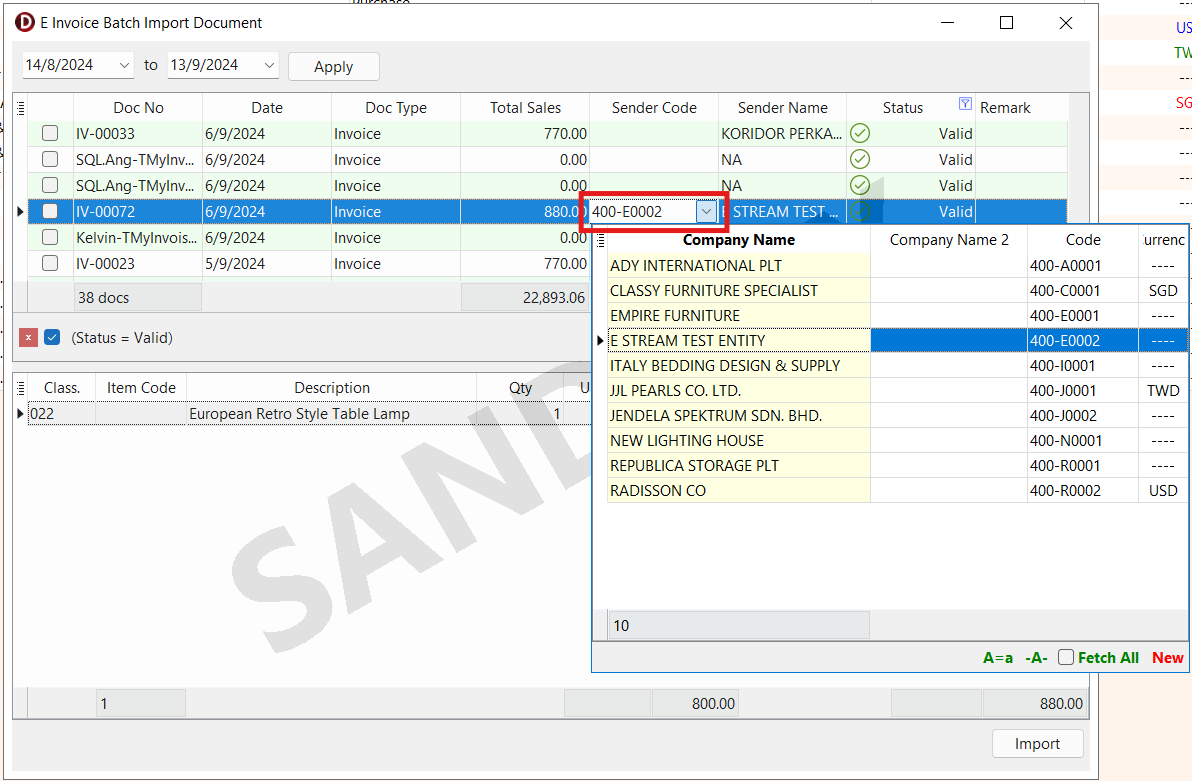 Purchase
E Invoice Batch Import Document
14/8/2024 to 13/9/2024 Apply
Doc No Date Doc Type Total Sales Sender Code Sender Name Status Remark
IV-00033 6/9/2024 Invoice 770.00 KORIDOR PERKA... Valid
SQL.Ang-TMyInv... 6/9/2024 Invoice 0.00 NA Valid
SQL.Ang-TMyInv... 6/9/2024 Invoice 0.00 NA Valid
IV-00072 6/9/2024 Invoice 880.00 400-E0002 E STREAM TEST ... Valid
Kelvin-TMyInvois... 6/9/2024 Invoice 0.00
IV-00023 5/9/2024 Invoice 770.00
38 docs 22,893.06
x (Status = Valid)
Class. Item Code Description Qty U
022 European Retro Style Table Lamp 1
Company Name Company Name 2 Code urrenc
ADY INTERNATIONAL PLT 400-A0001 ----
CLASSY FURNITURE SPECIALIST 400-C0001 SGD
EMPIRE FURNITURE 400-E0001 ----
E STREAM TEST ENTITY 400-E0002 ----
ITALY BEDDING DESIGN & SUPPLY 400-I0001 ----
JJL PEARLS CO. LTD. 400-J0001 TWD
JENDELA SPEKTRUM SDN. BHD. 400-J0002 ----
NEW LIGHTING HOUSE 400-N0001 ----
REPUBLICA STORAGE PLT 400-R0001 ----
RADISSON CO 400-R0002 USD
10
A=a -A- Fetch All New
SAND
1 800.00 880.00
Import
US
TW
----
SG
----
----
----